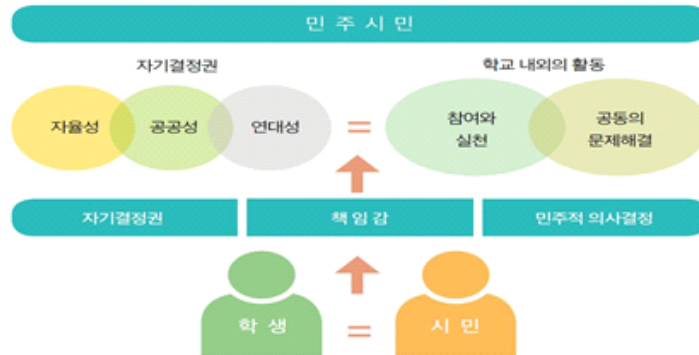 민주시민
자기결정권
학교 내외의 활동
자율성
공공성
연대성
=
참여와
실천
공동의
문제해결
자기결정권
책임감
민주적 의사결정
학생
=
시민